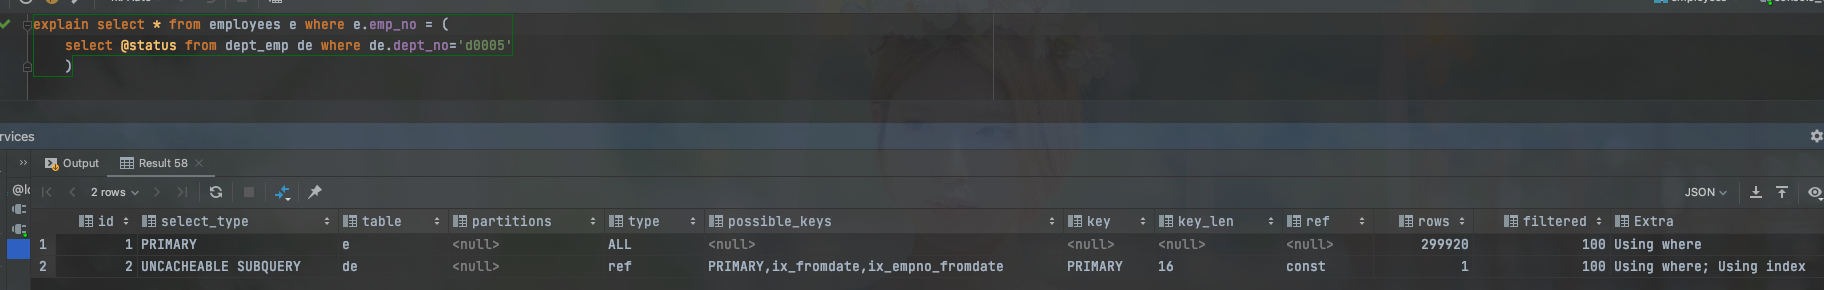 explain select * from employees e where e.emp_no = (
select @status from dept_emp de where de.dept_no='d0005'
)
rvices
Output Result 58
@lo
2 rows JSON
id select_type table partitions type possible_keys key key_len ref rows filtered Extra
1 1 PRIMARY e <null> ALL <null> <null> <null> <null> 299920 100 Using where
2 2 UNCACHEABLE SUBQUERY de <null> ref PRIMARY,ix_fromdate,ix_empno_fromdate PRIMARY 16 const 1 100 Using where; Using index